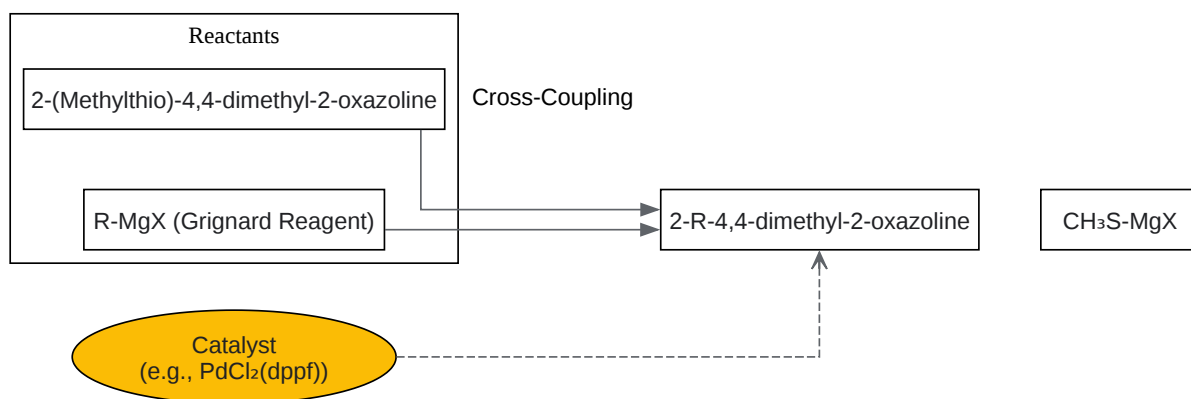 Reactants
2-(Methylthio)-4,4-dimethyl-2-oxazoline
Cross-Coupling
R-MgX (Grignard Reagent)
2-R-4,4-dimethyl-2-oxazoline
CH₃S-MgX
Catalyst
(e.g., PdCl₂(dppf))